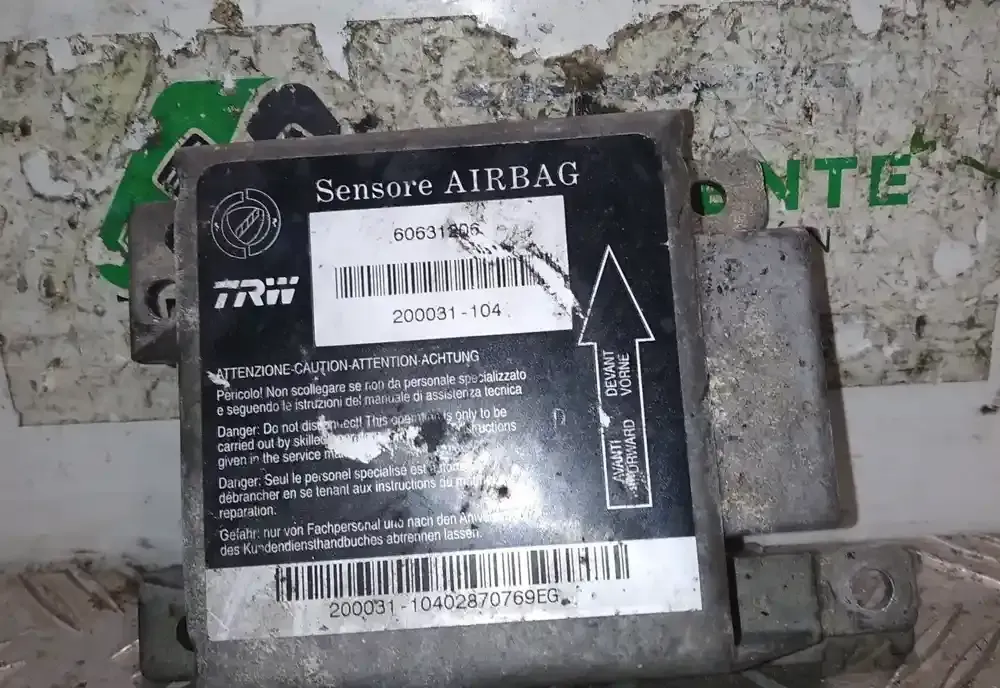 NTE
Sensore AIRBAG
60631206
TRW
200031-104
ATTENZIONE-CAUTION-ATTENTION-ACHTUNG
Pericolo! Non scollegare se non da personale specializzato
e seguendo le istruzioni del manuale di assistenza tecnica
Danger: Do not disconnect! This operation is only to be
carried out by skilled
given in the service
Danger: Seul le personel specialisé est
débrancher en se tenant aux instructions du
reparation.
Gefahr: nur von Fachpersonal und nach den
des Kundendiensthandbuches abtrennen lassen.
AVANTI DEVANT
FORWARD VORNE
200031-10402870769EG